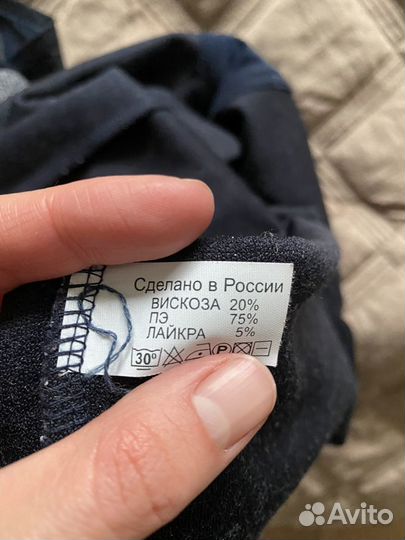 Сделано в России
ВИСКОЗА 20%
ПЭ 75%
ЛАЙКРА 5%
30° P
Avito